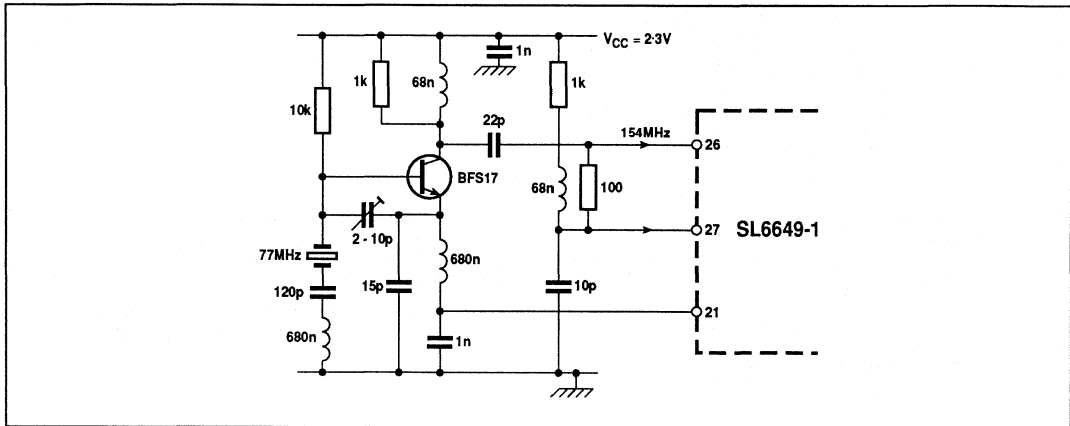 V_CC = 2·3V
1n
1k
68n
1k
10k
22p
154MHz
26
BFS17
68n
100
2 - 10p
27
SL6649-1
77MHz
680n
120p
15p
10p
21
680n
1n